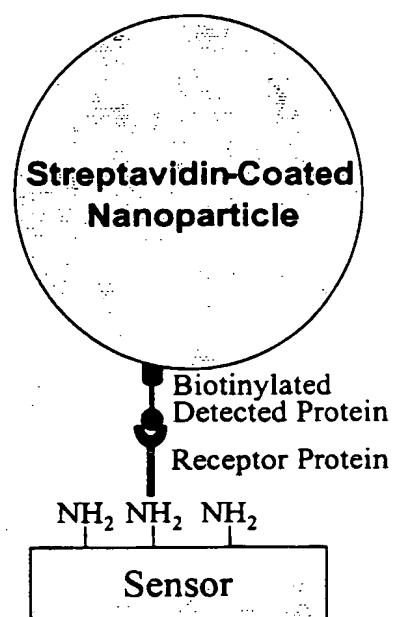 Streptavidin-Coated
Nanoparticle
Biotinylated
Detected Protein
Receptor Protein
NH₂ NH₂ NH₂
Sensor